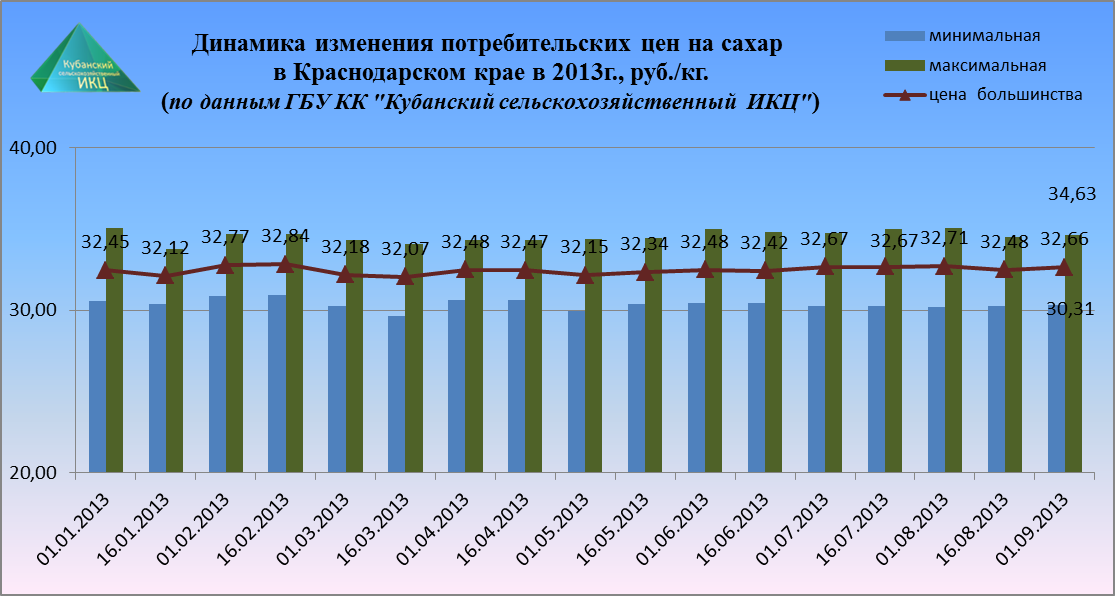 Кубанский
сельскохозяйственный
ИКЦ
Динамика изменения потребительских цен на сахар
в Краснодарском крае в 2013г., руб./кг.
(по данным ГБУ КК "Кубанский сельскохозяйственный ИКЦ")
минимальная
максимальная
цена большинства
40,00
30,00
20,00
34,63
32,45 32,12 32,77 32,84 32,18 32,07 32,48 32,47 32,15 32,34 32,48 32,42 32,67 32,67 32,71 32,48 32,66
30,31
01.01.2013 16.01.2013 01.02.2013 16.02.2013 01.03.2013 16.03.2013 01.04.2013 16.04.2013 01.05.2013 16.05.2013 01.06.2013 16.06.2013 01.07.2013 16.07.2013 01.08.2013 16.08.2013 01.09.2013